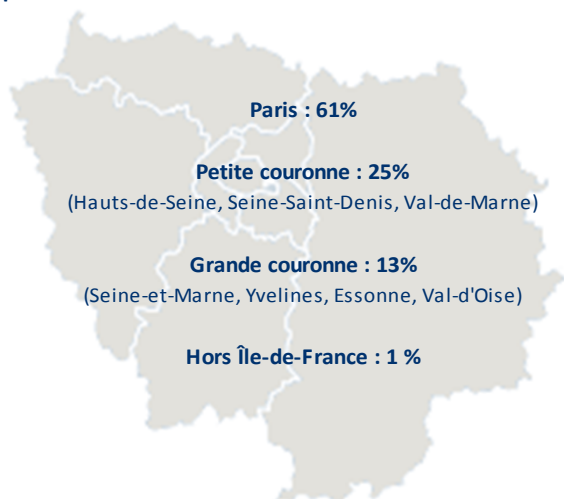 Paris : 61%
Petite couronne : 25%
(Hauts-de-Seine, Seine-Saint-Denis, Val-de-Marne)
Grande couronne : 13%
(Seine-et-Marne, Yvelines, Essonne, Val-d'Oise)
Hors Île-de-France : 1 %